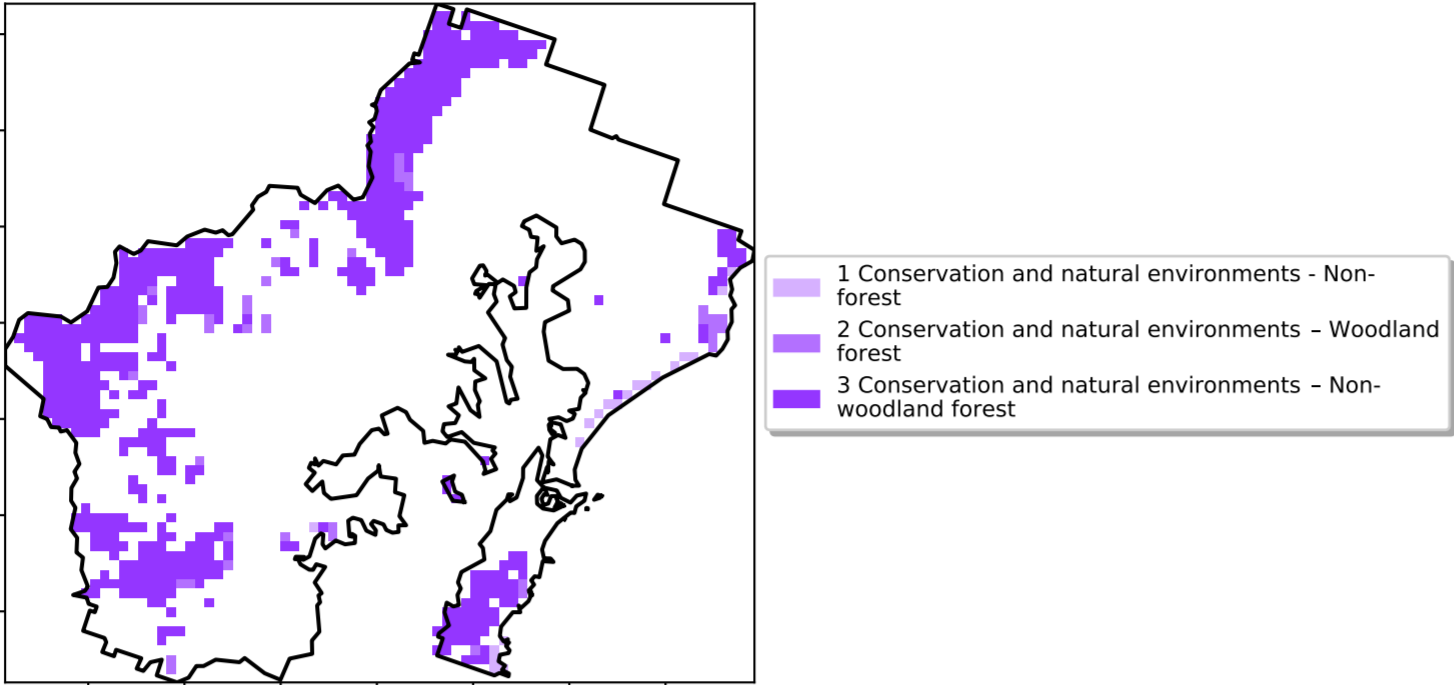 1 Conservation and natural environments - Non-
forest
2 Conservation and natural environments – Woodland
forest
3 Conservation and natural environments – Non-
woodland forest